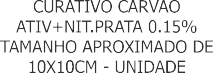 CURATIVO CARVAO
ATIV+NIT.PRATA 0.15%
TAMANHO APROXIMADO DE
10X10CM - UNIDADE